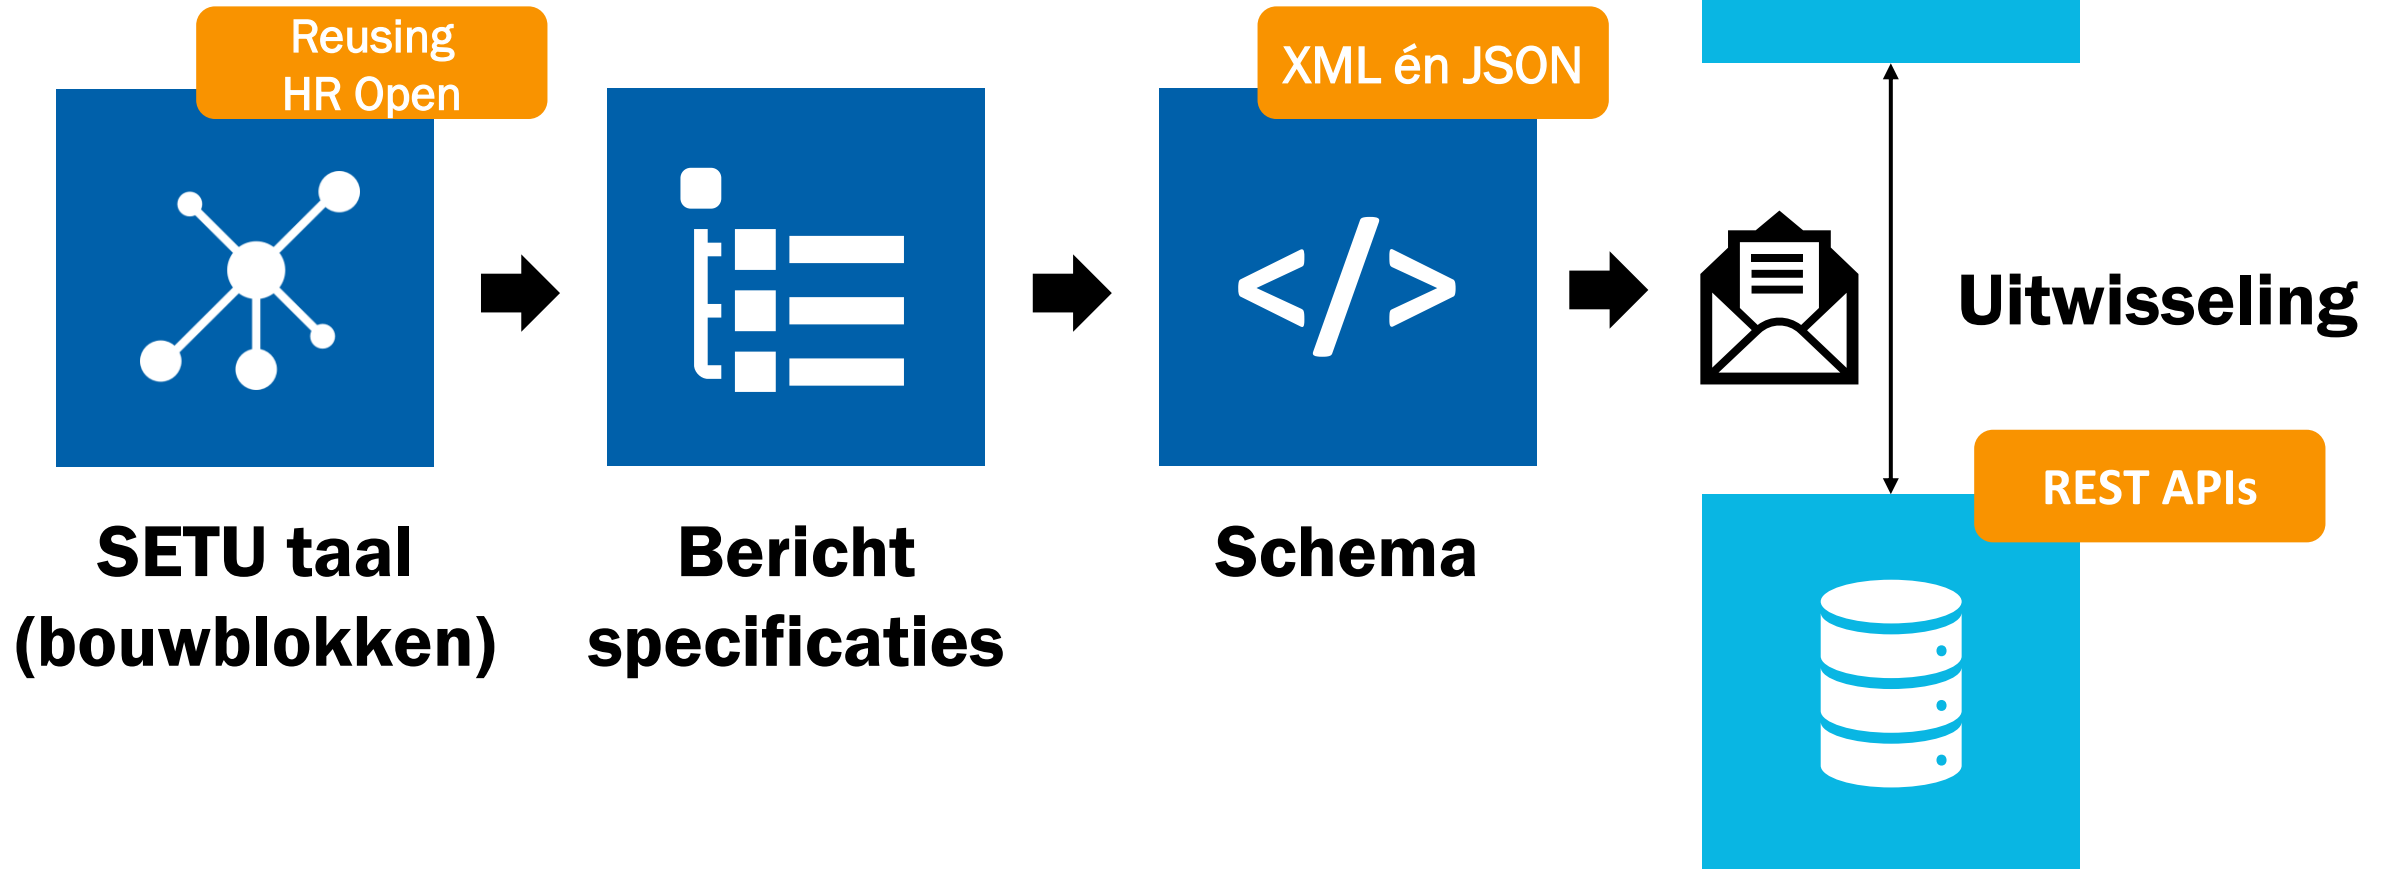 Reusing
HR Open
XML én JSON
Uitwisseling
REST APIs
SETU taal
(bouwblokken)
Bericht
specificaties
Schema